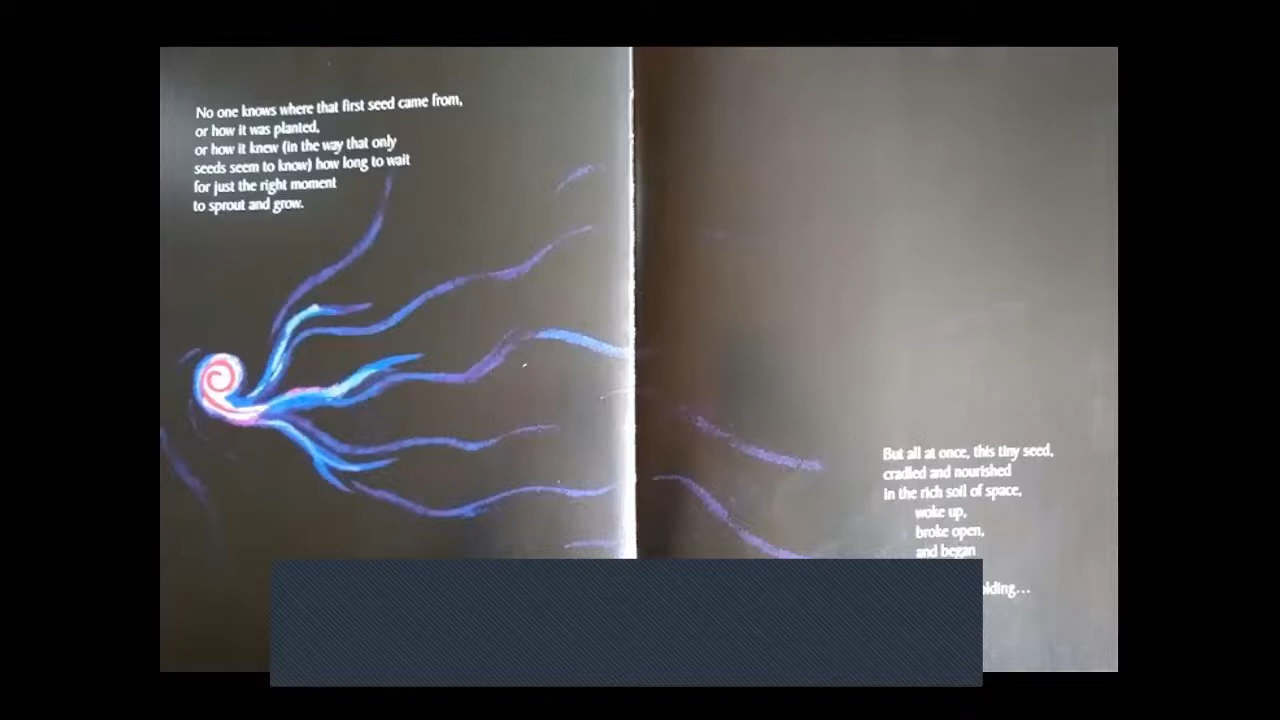 No one knows where that first seed came from,
or how it was planted,
or how it knew (in the way that only
seeds seem to know) how long to wait
for just the right moment
to sprout and grow.
But all at once, this tiny seed,
cradled and nourished
in the rich soil of space,
woke up,
broke open,
and began